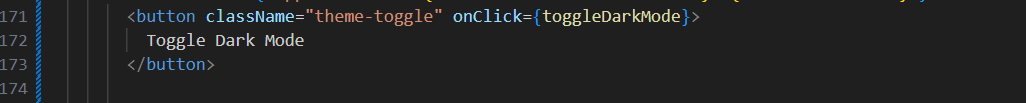 171 <button className="theme-toggle" onClick={toggleDarkMode}>
172 Toggle Dark Mode
173 </button>
174